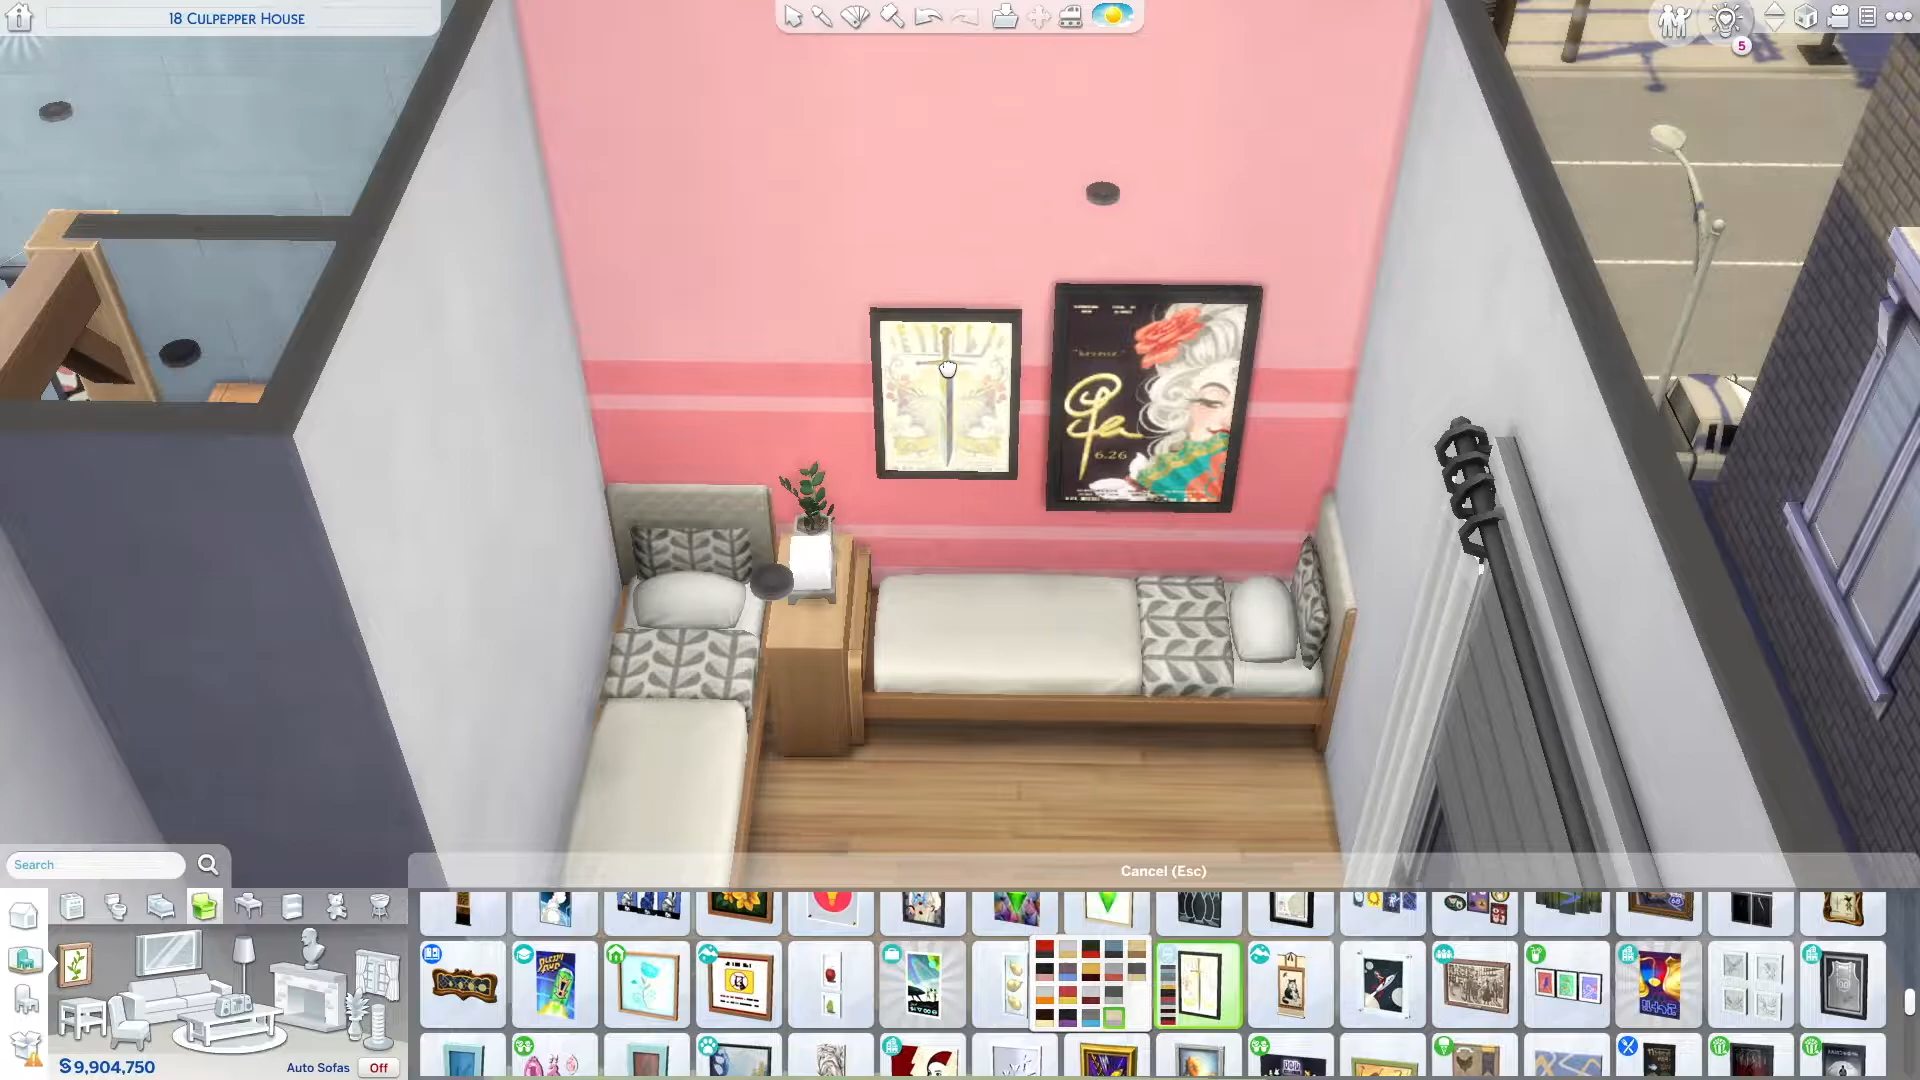 18 CULPEPPER HOUSE
5
6.26
Search
Cancel (Esc)
§9,904,750
Auto Sofas
Off